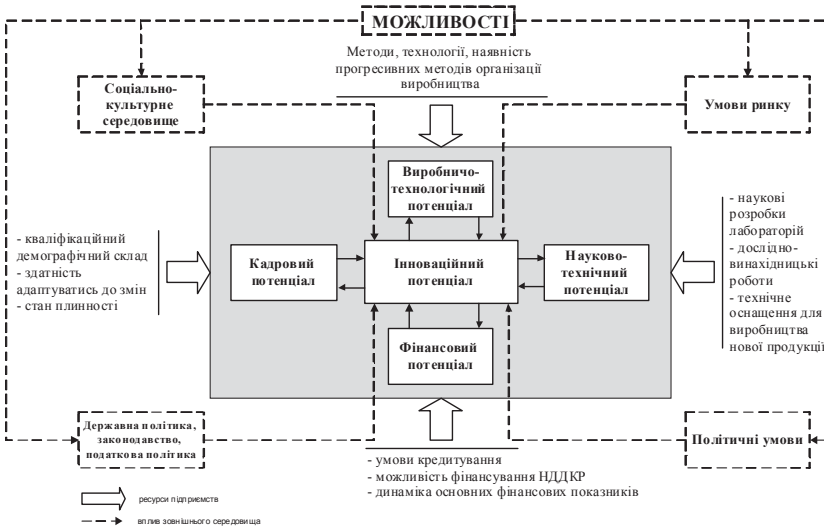 МОЖЛИВОСТІ
Методи, технології, наявність
прогресивних методів організації
виробництва
Соціально-
культурне
середовище
Умови ринку
Виробничо-
технологічний
потенціал
- кваліфікаційний
демографічний склад
- здатність
адаптуватись до змін
- стан плинності
Кадровий
потенціал
Інноваційний
потенціал
Науково-
технічний
потенціал
- наукові
розробки
лабораторій
- дослідно-
винахідницькі
роботи
- технічне
оснащення для
виробництва
нової продукції
Фінансовий
потенціал
Державна політика,
законодавство,
податкова політика
Політичні умови
- умови кредитування
- можливість фінансування НДДКР
- динаміка основних фінансових показників
ресурси підприємств
вплив зовнішнього середовища